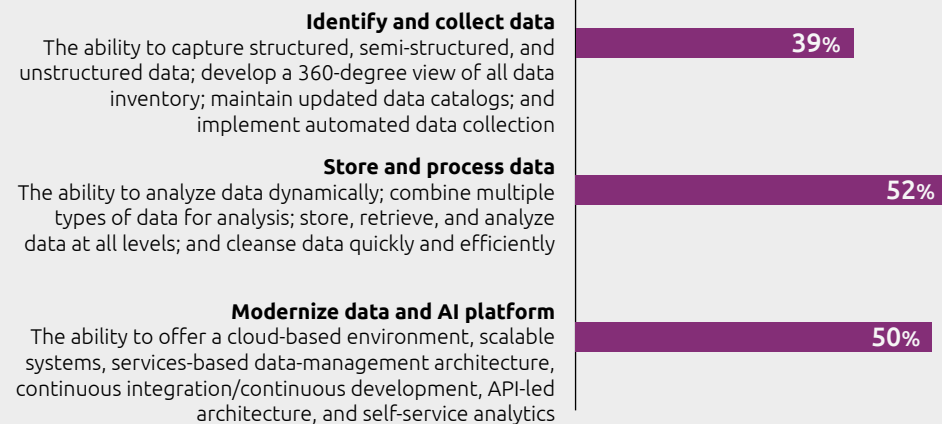 Identify and collect data
The ability to capture structured, semi-structured, and
unstructured data; develop a 360-degree view of all data
inventory; maintain updated data catalogs; and
implement automated data collection
39%
Store and process data
The ability to analyze data dynamically; combine multiple
types of data for analysis; store, retrieve, and analyze
data at all levels; and cleanse data quickly and efficiently
52%
Modernize data and AI platform
The ability to offer a cloud-based environment, scalable
systems, services-based data-management architecture,
continuous integration/continuous development, API-led
architecture, and self-service analytics
50%